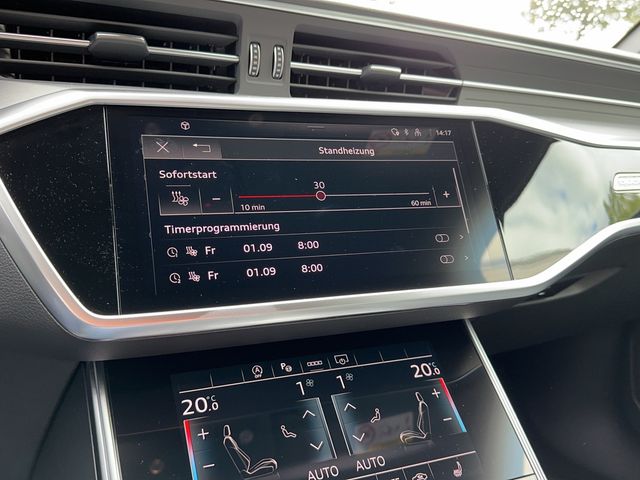 14:17
Standheizung
Sofortstart
30
10 min 60 min
Timerprogrammierung
Fr 01.09 8:00
Fr 01.09 8:00
OFF
20.0 °C 1 1 20.0 °C
AUTO AUTO